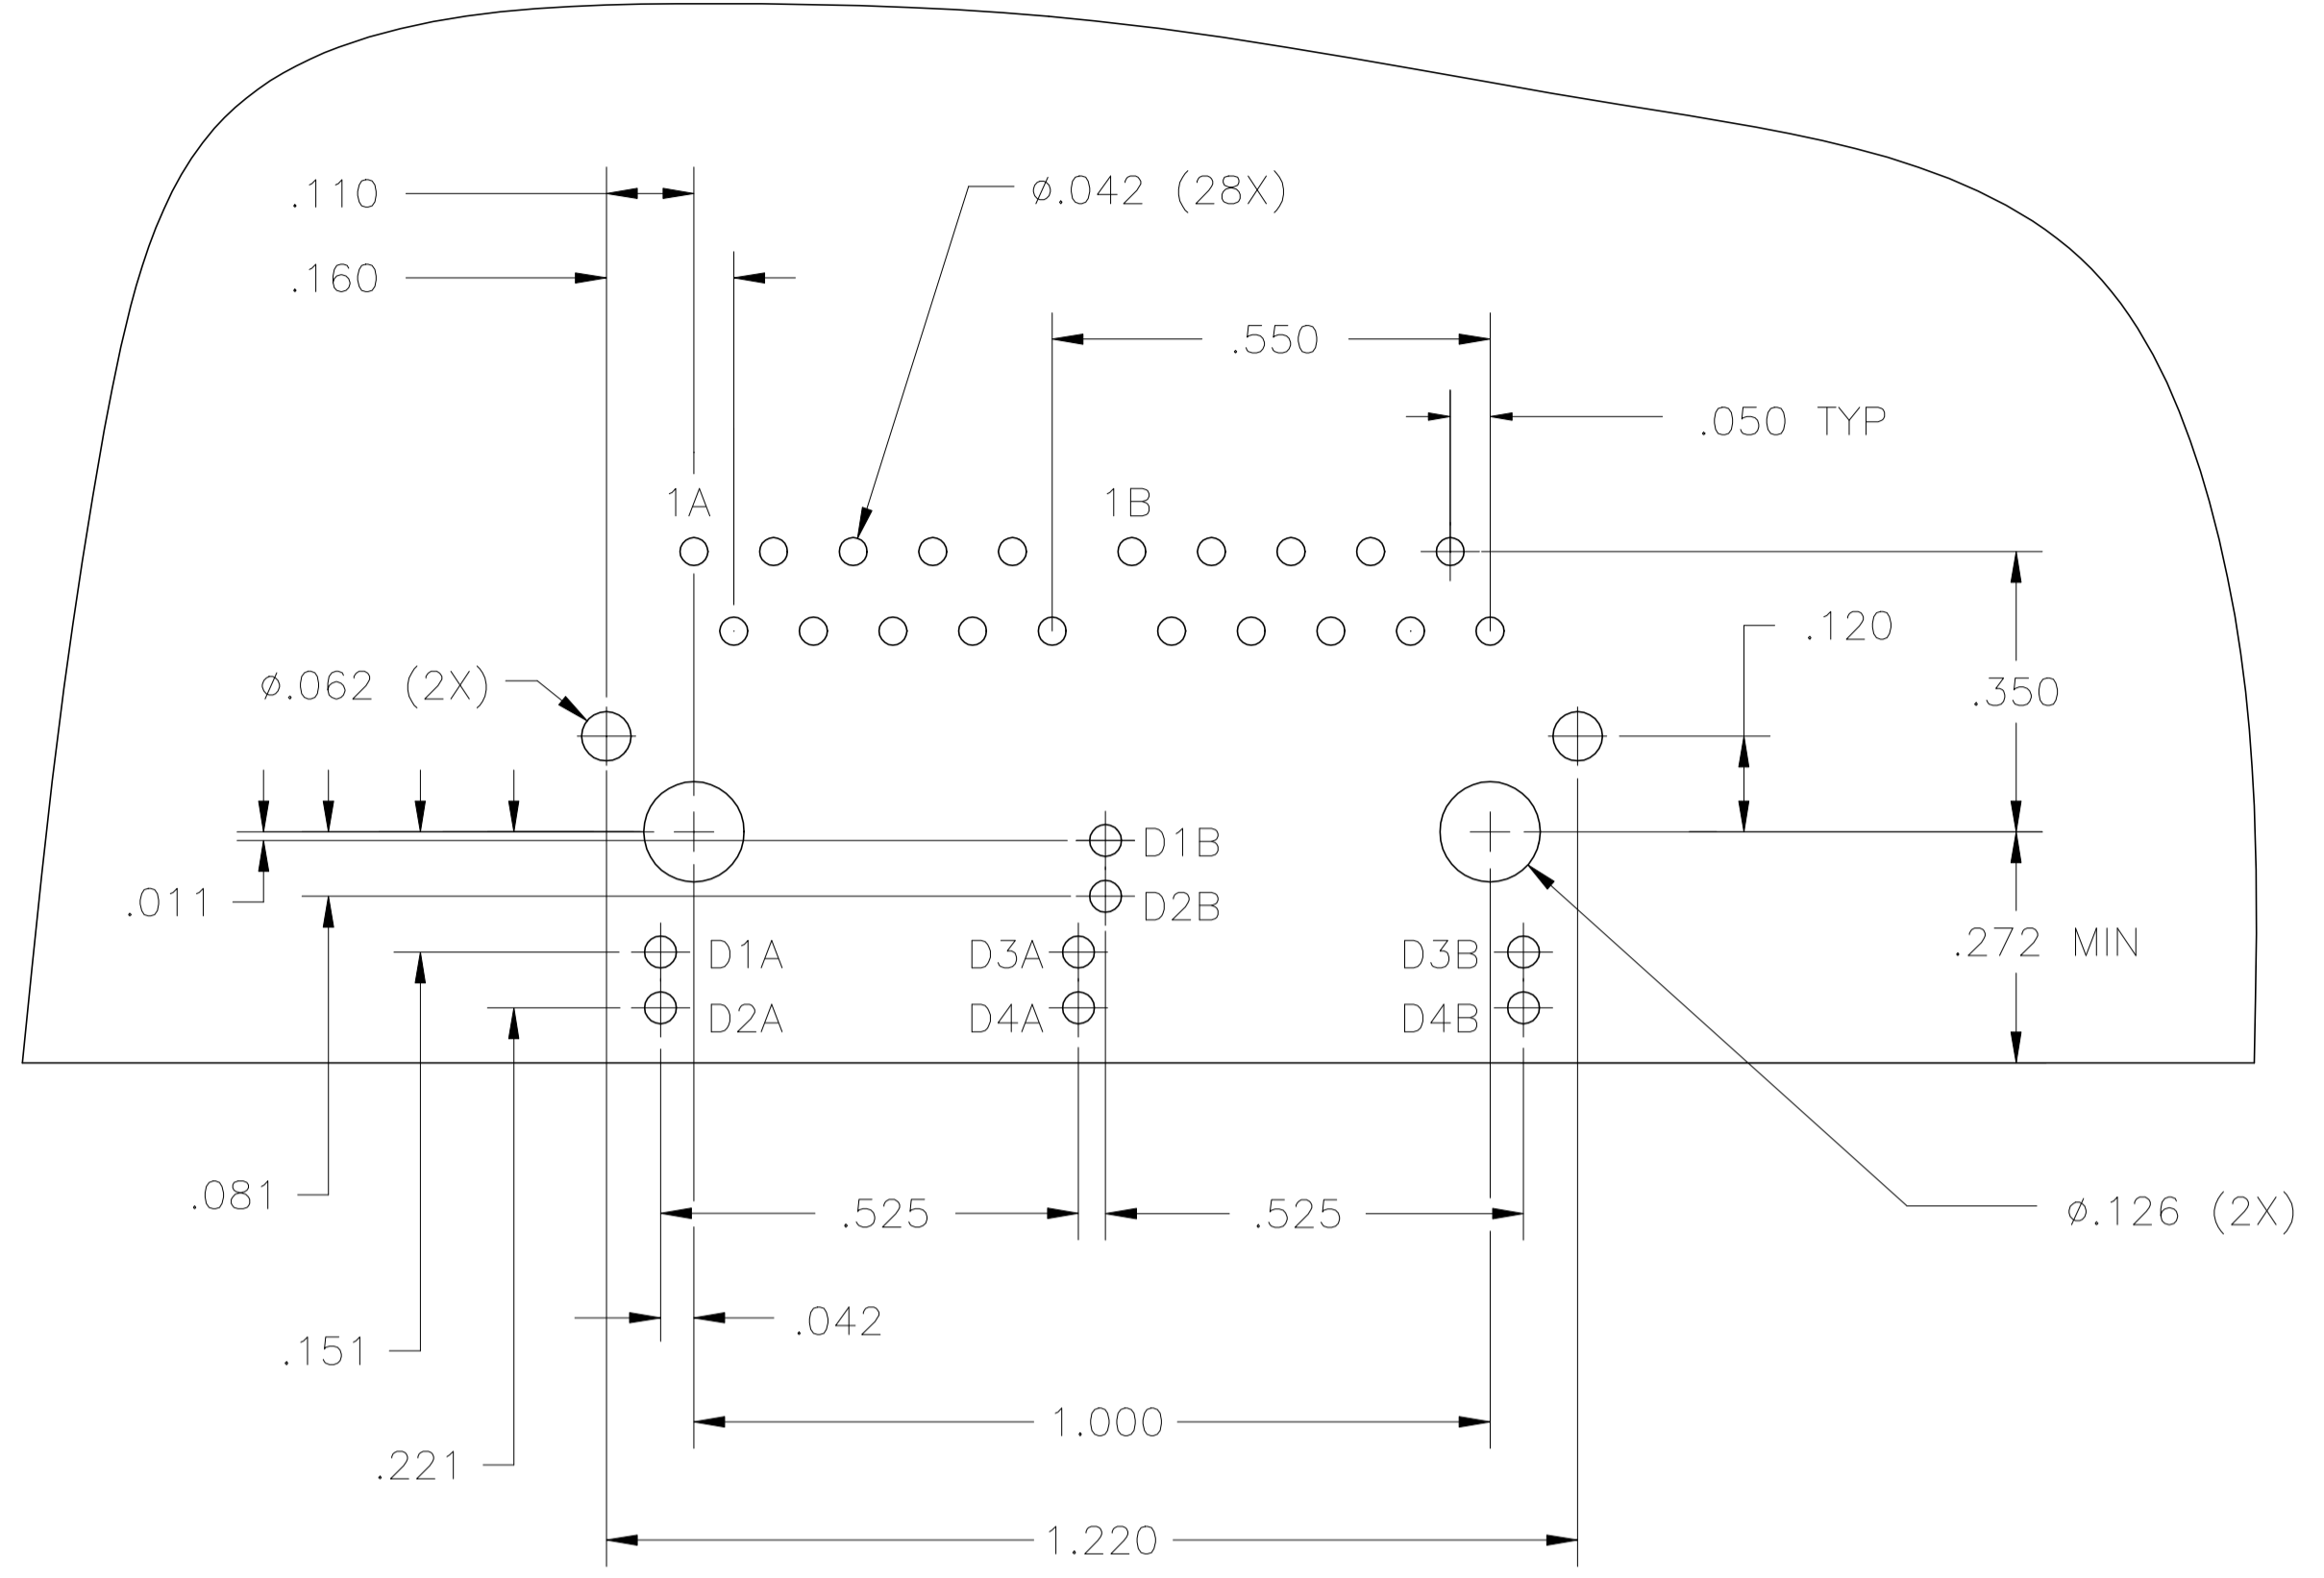 .110
ø.042 (28X)
.160
.550
.050 TYP
1A
1B
.120
ø.062 (2X)
.350
D1B
.011
D2B
D1A
D3A
D3B
.272 MIN
D2A
D4A
D4B
.081
.525
.525
ø.126 (2X)
.042
.151
1.000
.221
1.220